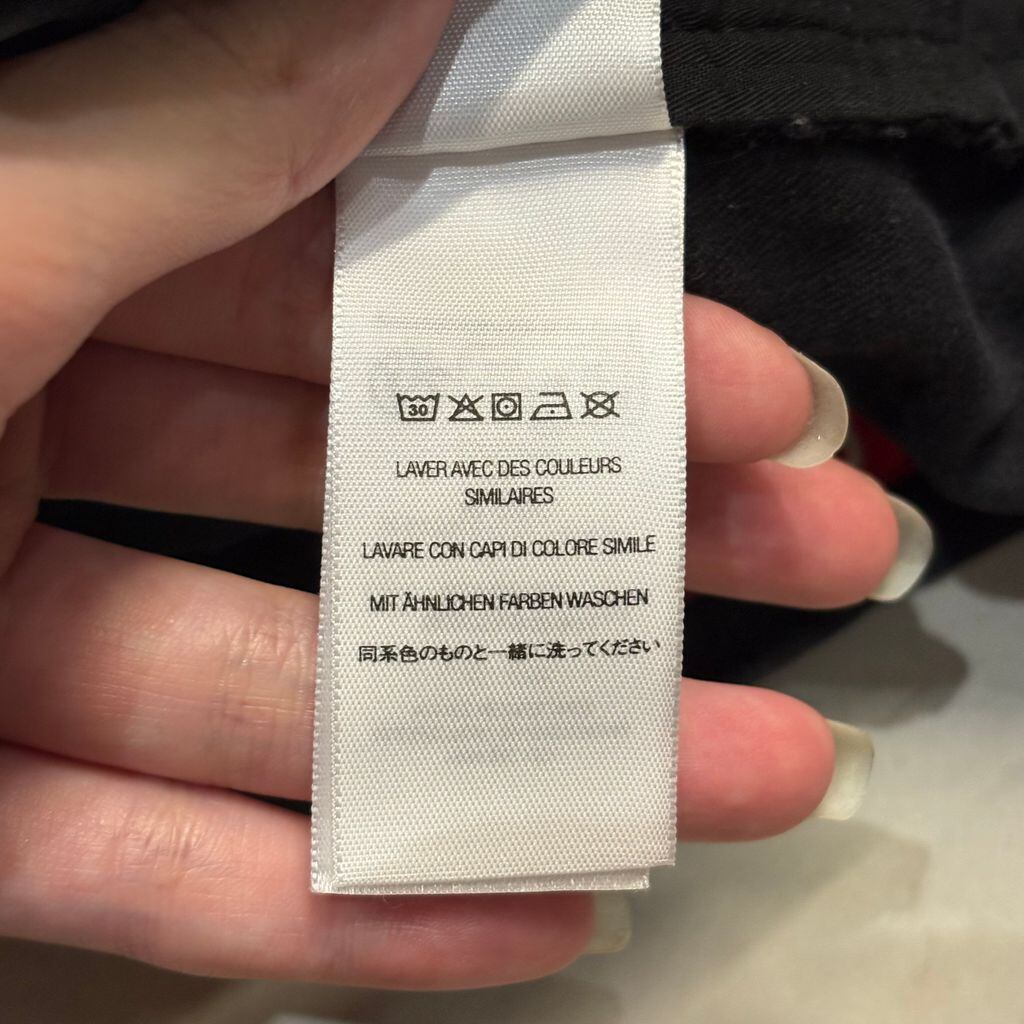 30
LAVER AVEC DES COULEURS
SIMILAIRES
LAVARE CON CAPI DI COLORE SIMILE
MIT ÄHNLICHEN FARBEN WASCHEN
同系色のものと一緒に洗ってください